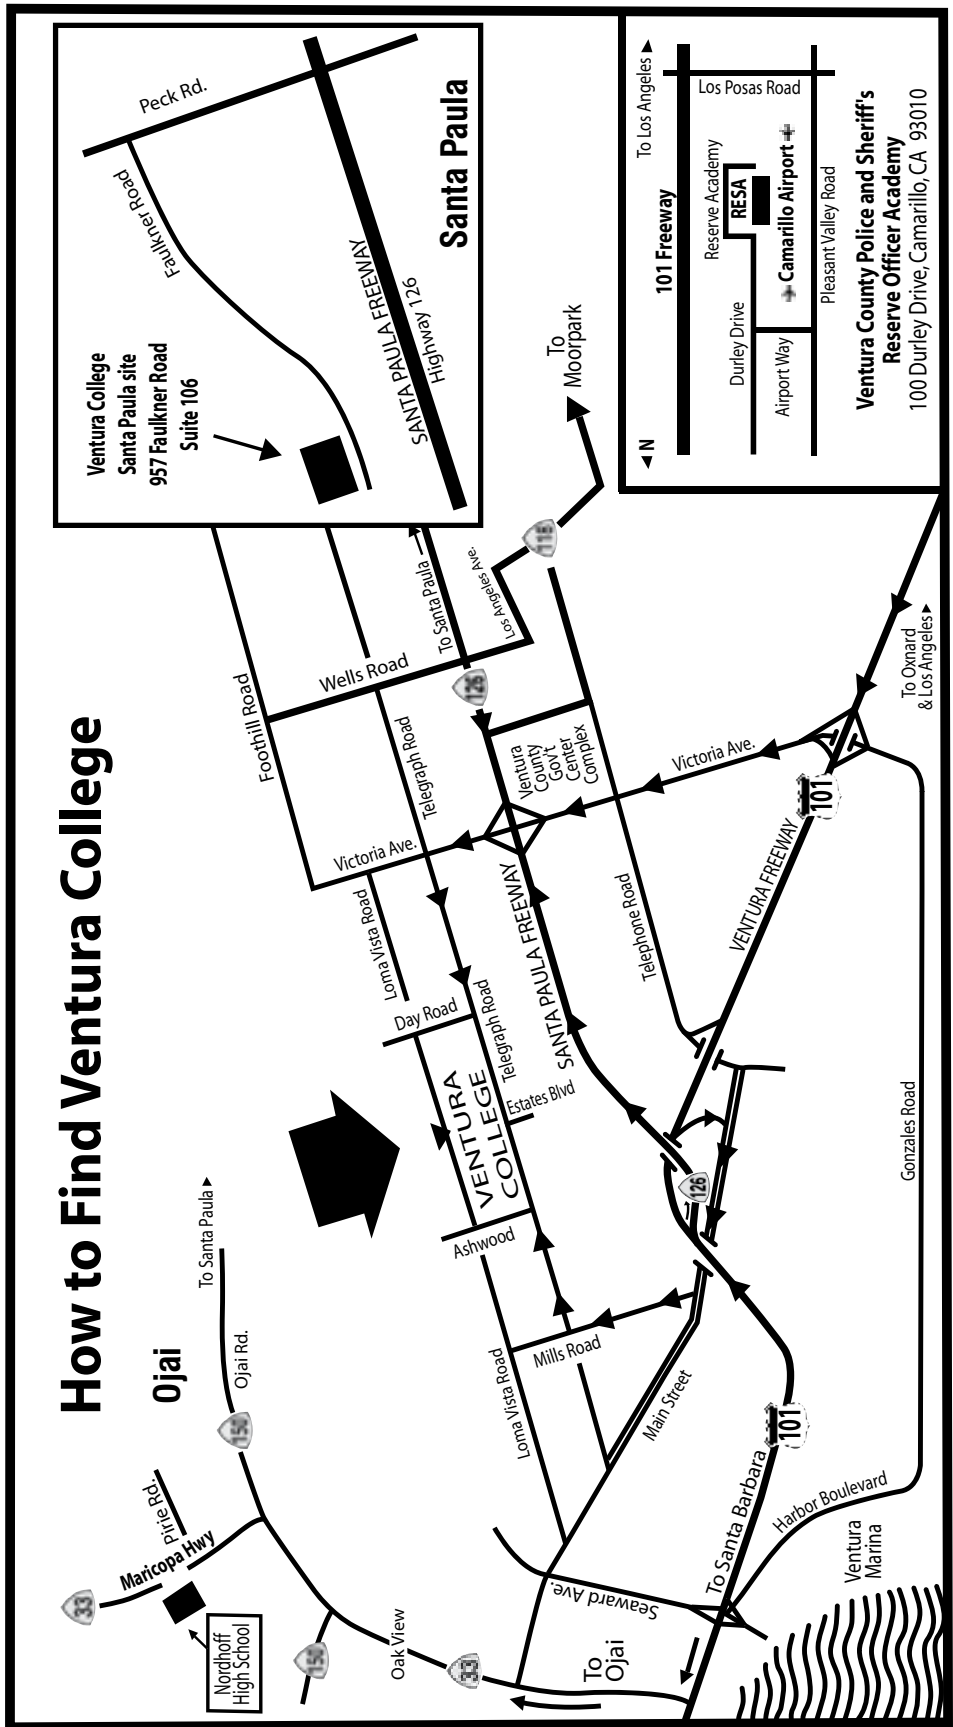 How to Find Ventura College
Ventura College
Santa Paula site
957 Faulkner Road
Suite 106
Peck Rd.
Faulkner Road
SANTA PAULA FREEWAY
Highway 126
Santa Paula
To Los Angeles
N
101 Freeway
Los Posas Road
Reserve Academy
RESA
Durley Drive
Camarillo Airport
Airport Way
Pleasant Valley Road
Ventura County Police and Sheriff's
Reserve Officer Academy
100 Durley Drive, Camarillo, CA 93010
Ojai
To Santa Paula
Ojai Rd.
150
Pirie Rd.
Maricopa Hwy
33
Nordhoff
High School
150
Oak View
33
To
Ojai
Foothill Road
Wells Road
To Santa Paula
Los Angeles Ave.
118
To
Moorpark
126
Telegraph Road
Victoria Ave.
Loma Vista Road
Day Road
Ventura
County
Gov't
Center
Complex
Victoria Ave.
SANTA PAULA FREEWAY
Telephone Road
VENTURA FREEWAY
101
To Oxnard
& Los Angeles
VENTURA
COLLEGE
Telegraph Road
Estates Blvd
Ashwood
126
Loma Vista Road
Mills Road
Main Street
101
To Santa Barbara
Seaward Ave.
Harbor Boulevard
Gonzales Road
Ventura
Marina